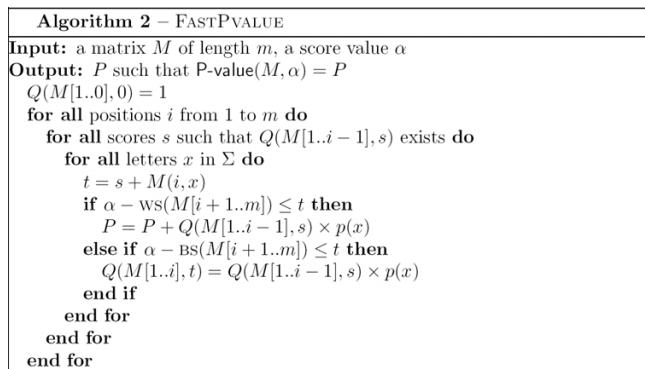 Algorithm 2 – FASTPVALUE
Input: a matrix M of length m, a score value α
Output: P such that P-value(M, α) = P
Q(M[1..0], 0) = 1
for all positions i from 1 to m do
for all scores s such that Q(M[1..i − 1], s) exists do
for all letters x in Σ do
t = s + M(i, x)
if α − WS(M[i + 1..m]) ≤ t then
P = P + Q(M[1..i − 1], s) × p(x)
else if α − BS(M[i + 1..m]) ≤ t then
Q(M[1..i], t) = Q(M[1..i − 1], s) × p(x)
end if
end for
end for
end for